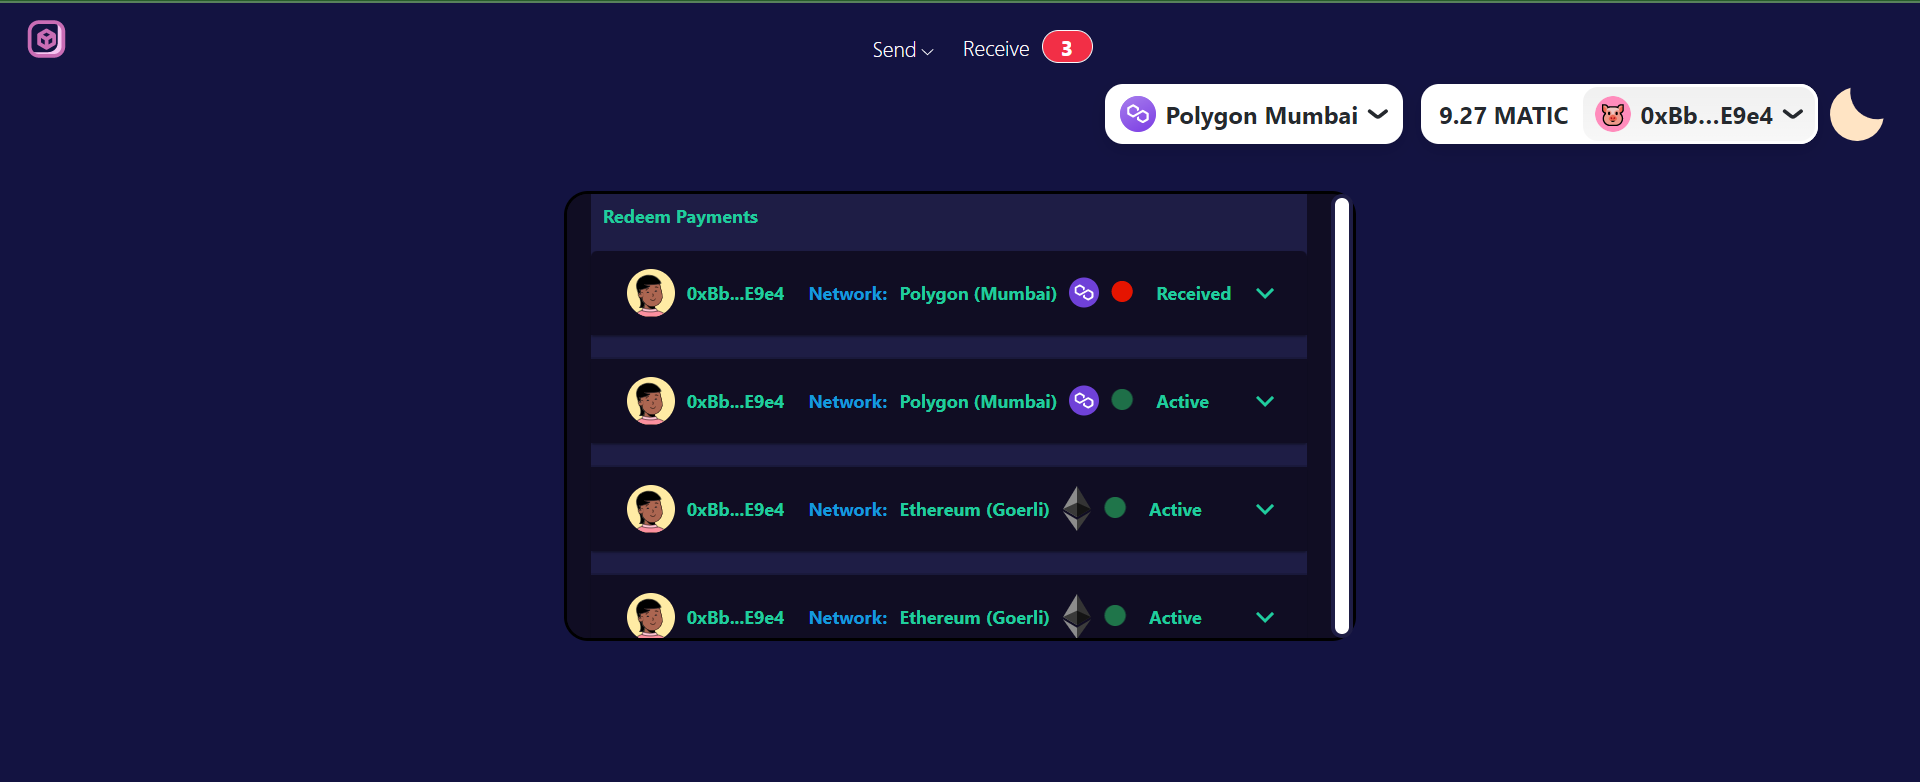 Send Receive 3
Polygon Mumbai 9.27 MATIC 0xBb...E9e4
Redeem Payments
0xBb...E9e4 Network: Polygon (Mumbai) Received
0xBb...E9e4 Network: Polygon (Mumbai) Active
0xBb...E9e4 Network: Ethereum (Goerli) Active
0xBb...E9e4 Network: Ethereum (Goerli) Active